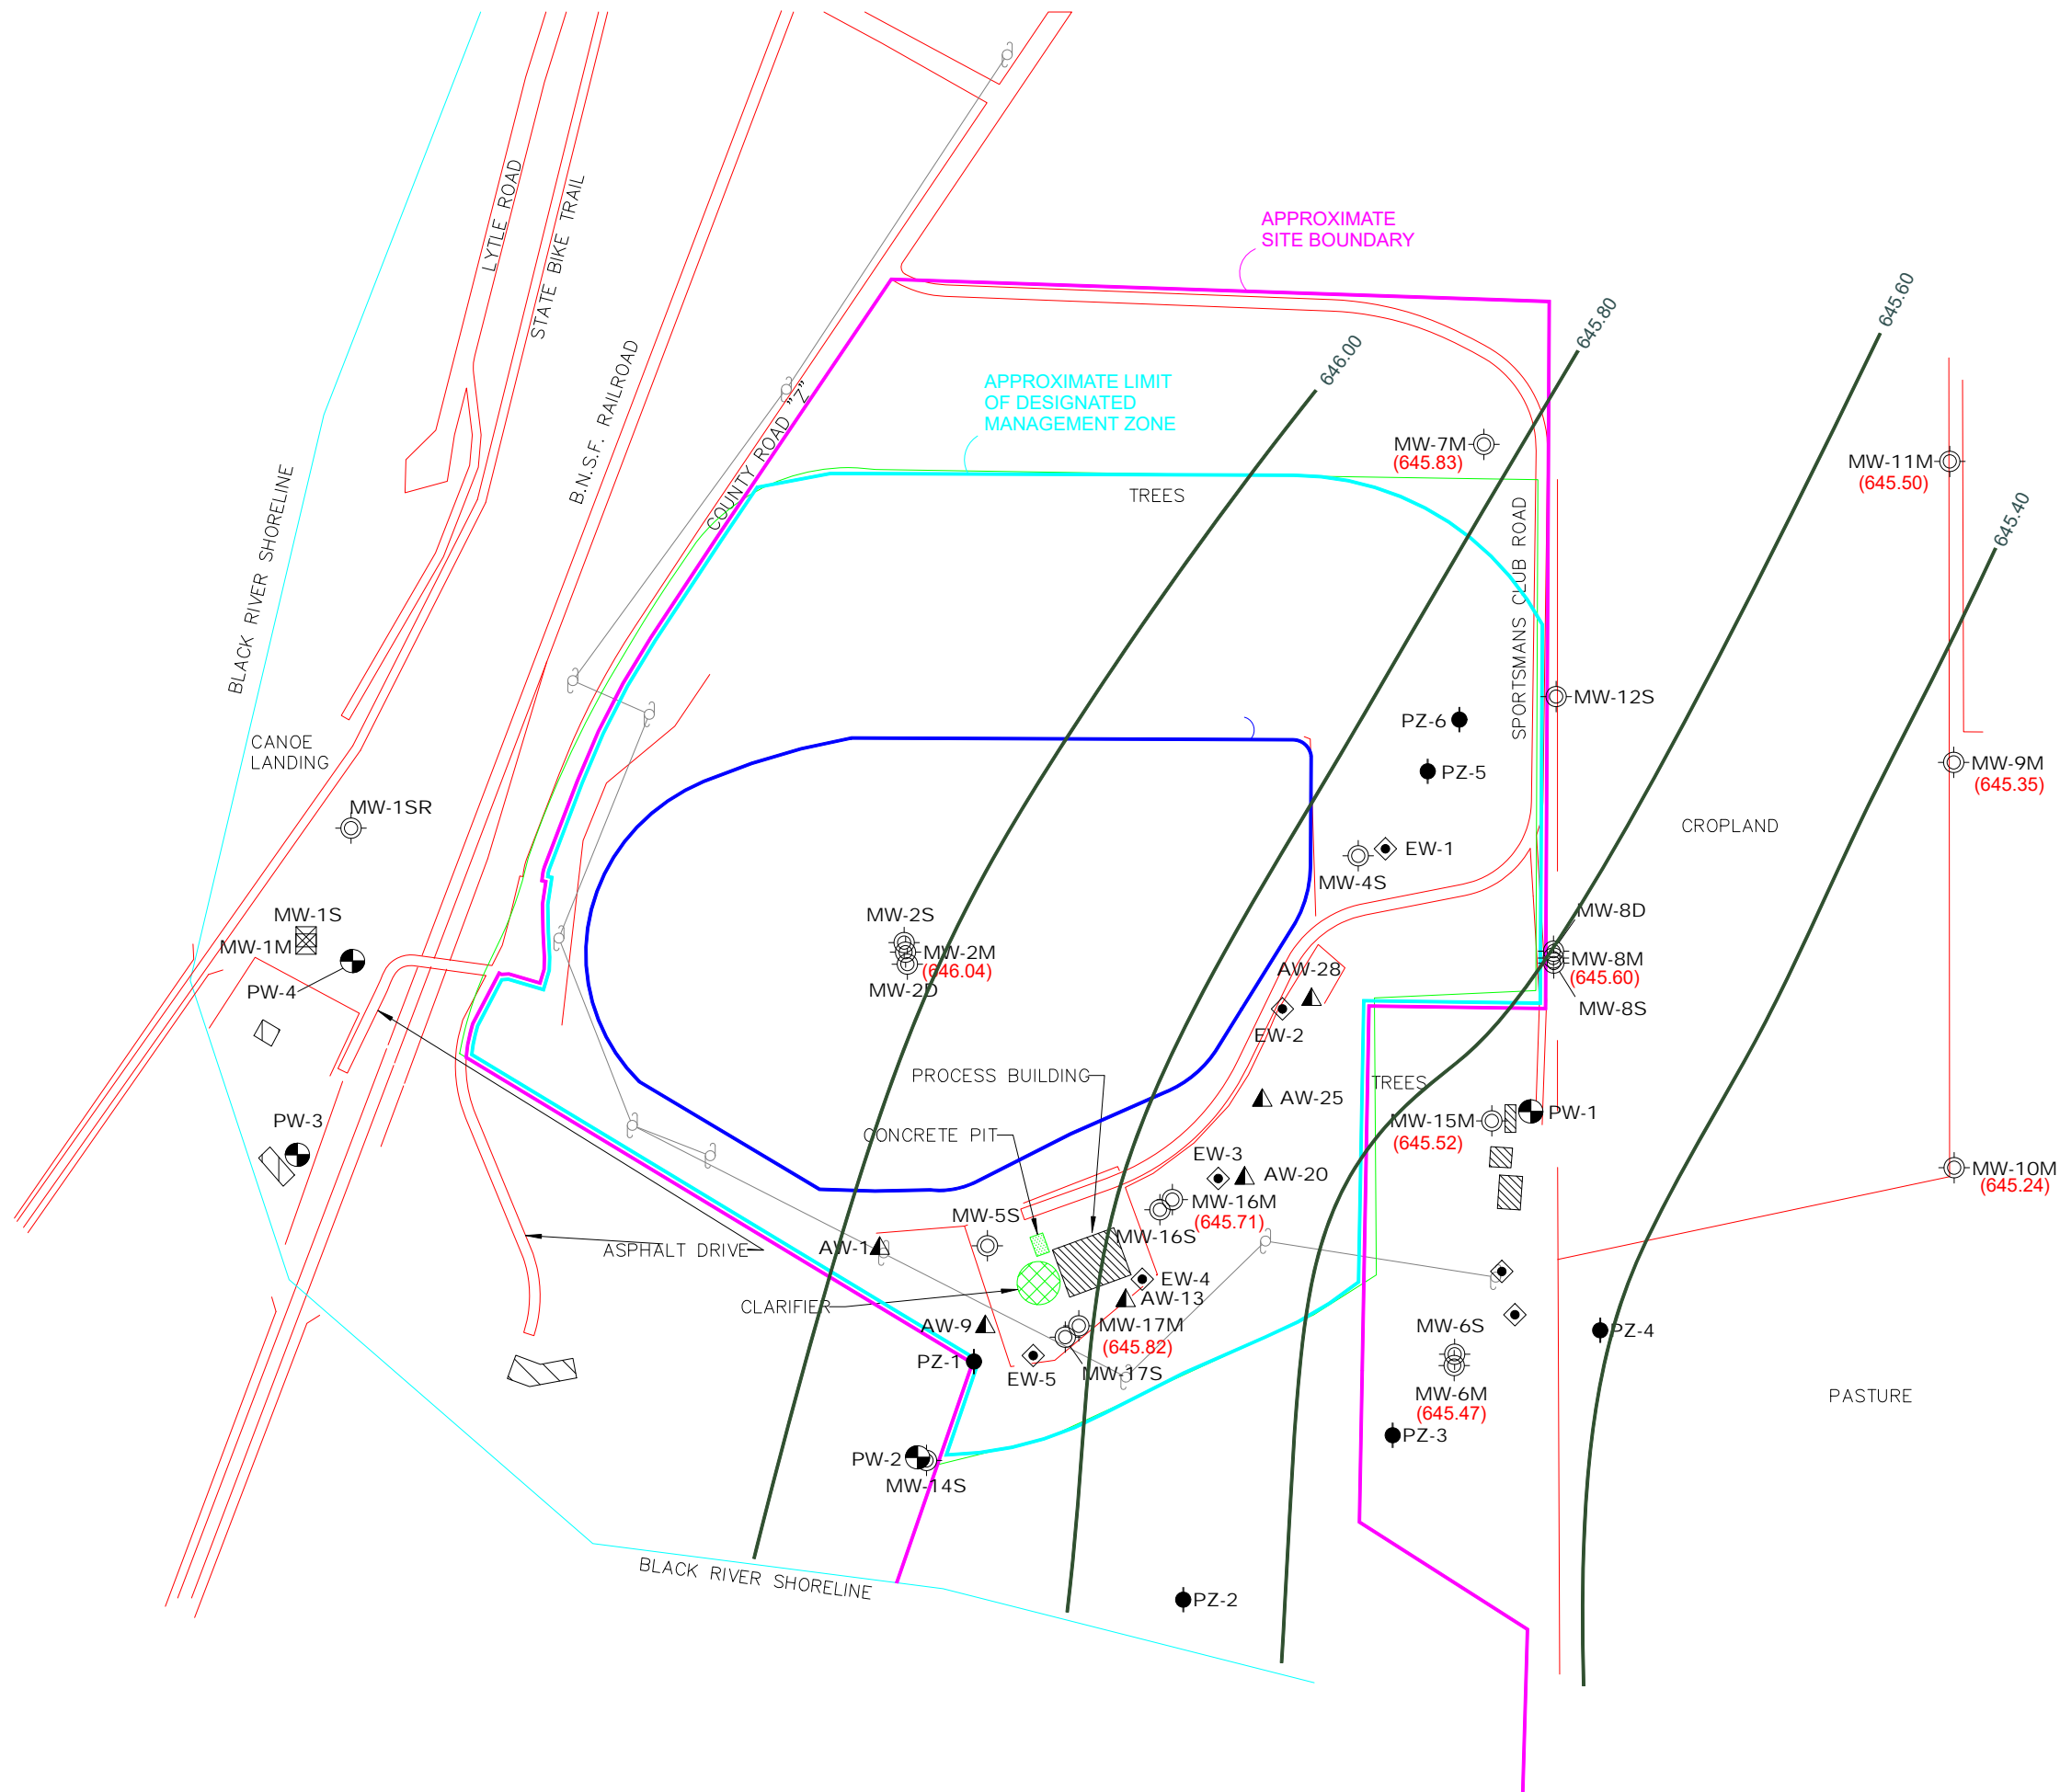 LYTLE ROAD
STATE BIKE TRAIL
B.N.S.F. RAILROAD
COUNTY ROAD "Z"
BLACK RIVER SHORELINE
APPROXIMATE
SITE BOUNDARY
APPROXIMATE LIMIT
OF DESIGNATED
MANAGEMENT ZONE
646.00
645.80
645.60
645.40
TREES
MW-7M
(645.83)
MW-11M
(645.50)
SPORTSMANS CLUB ROAD
MW-12S
PZ-6
PZ-5
MW-9M
(645.35)
CANOE
LANDING
MW-1SR
CROPLAND
EW-1
MW-4S
MW-1S
MW-1M
PW-4
MW-2S
MW-2M
(646.04)
MW-2D
MW-8D
MW-8M
(645.60)
MW-8S
AW-28
EW-2
PROCESS BUILDING
TREES
AW-25
PW-3
CONCRETE PIT
MW-15M
(645.52)
PW-1
EW-3
AW-20
MW-10M
(645.24)
MW-16M
(645.71)
MW-16S
MW-5S
AW-1
ASPHALT DRIVE
EW-4
AW-13
CLARIFIER
AW-9
MW-17M
(645.82)
MW-17S
PZ-1
EW-5
MW-6S
MW-6M
(645.47)
PZ-4
PZ-3
PASTURE
PW-2
MW-14S
BLACK RIVER SHORELINE
PZ-2